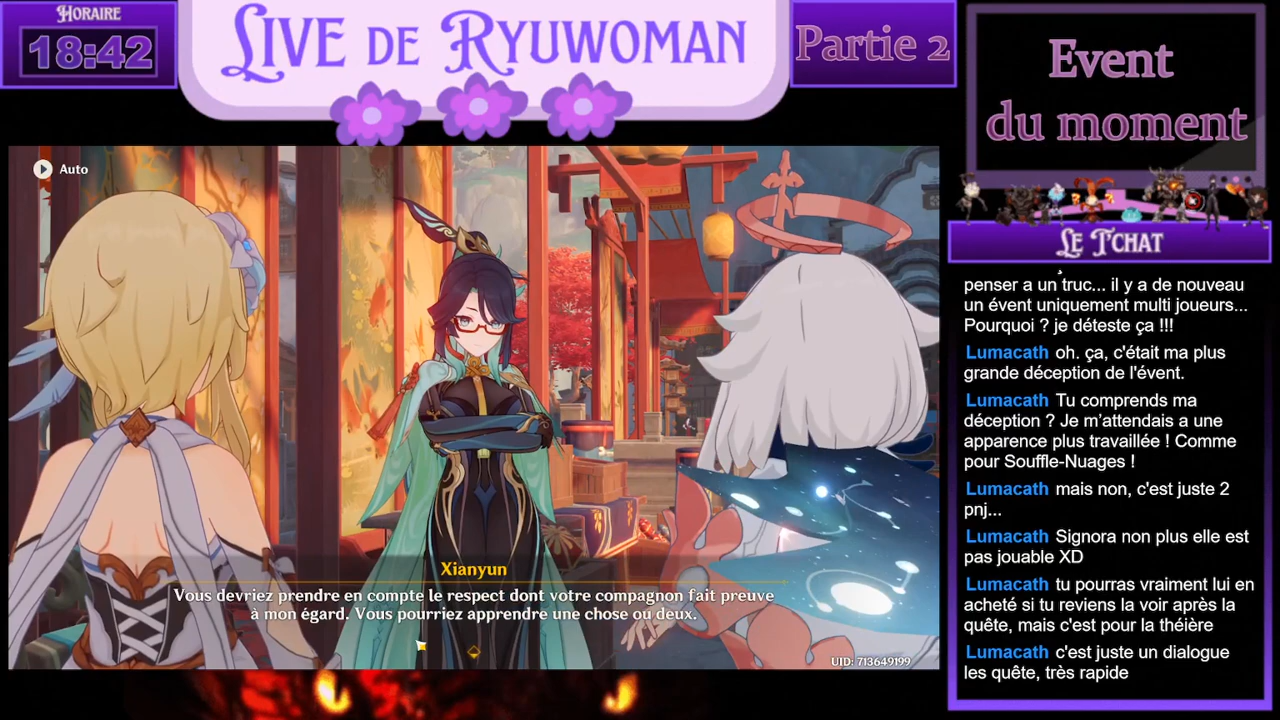 HORAIRE
18:42
LIVE DE RYUWOMAN
Partie 2
Event
du moment
Auto
LE T'CHAT
penser a un truc... il y a de nouveau
un évent uniquement multi joueurs...
Pourquoi ? je déteste ça !!!
Lumacath oh. ça, c'était ma plus
grande déception de l'évent.
Lumacath Tu comprends ma
déception ? Je m'attendais a une
apparence plus travaillée ! Comme
pour Souffle-Nuages !
Lumacath mais non, c'est juste 2
pnj...
Lumacath Signora non plus elle est
pas jouable XD
Lumacath tu pourras vraiment lui en
acheté si tu reviens la voir après la
quête, mais c'est pour la théière
Lumacath c'est juste un dialogue
les quête, très rapide
Xianyun
Vous devriez prendre en compte le respect dont votre compagnon fait preuve
à mon égard. Vous pourriez apprendre une chose ou deux.
UID: 713649199